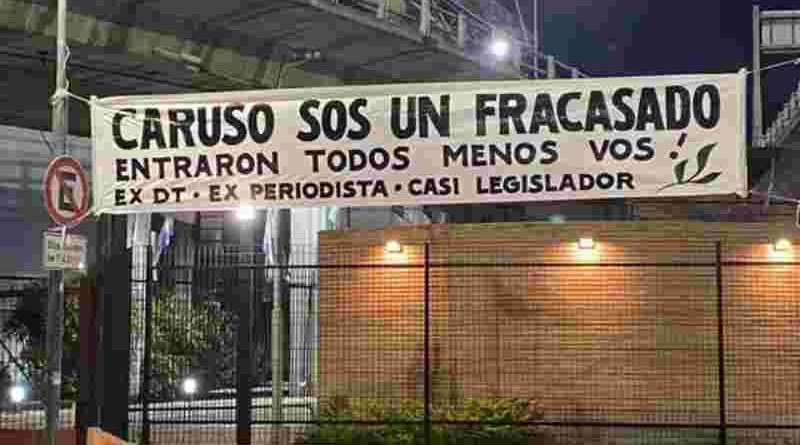 CARUSO SOS UN FRACASADO
ENTRARON TODOS MENOS VOS!
EX DT · EX PERIODISTA · CASI LEGISLADOR
E